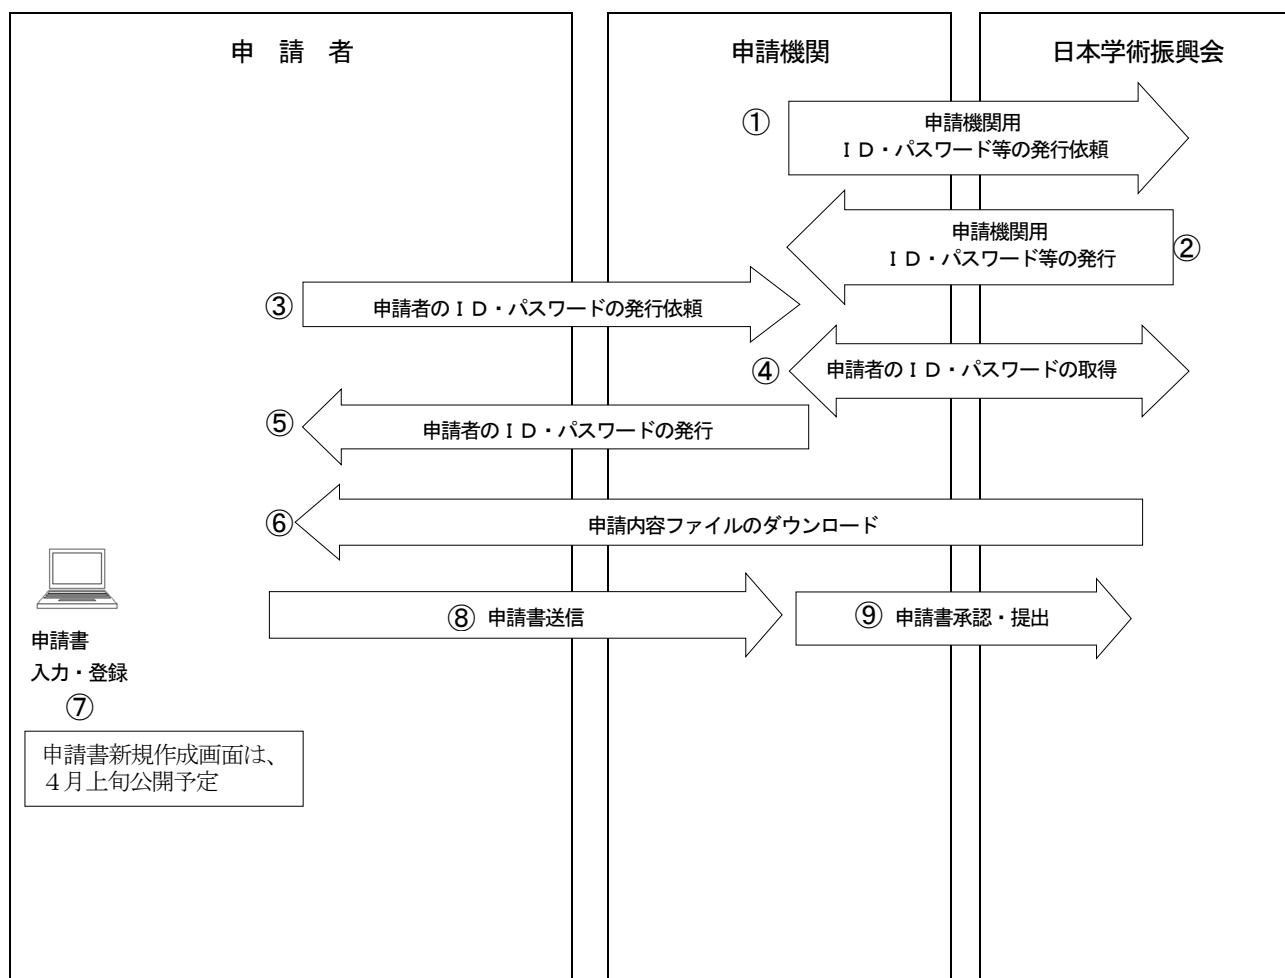 申 請 者
申請機関
日本学術振興会
①
申請機関用
ＩＤ・パスワード等の発行依頼
申請機関用
ＩＤ・パスワード等の発行
②
③
申請者のＩＤ・パスワードの発行依頼
④
申請者のＩＤ・パスワードの取得
⑤
申請者のＩＤ・パスワードの発行
⑥
申請内容ファイルのダウンロード
⑧ 申請書送信
⑨ 申請書承認・提出
申請書
入力・登録
⑦
申請書新規作成画面は、
４月上旬公開予定